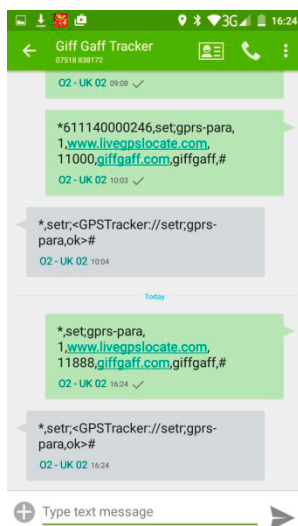 3G 16:24
Giff Gaff Tracker
07518 838172
O2 - UK 02 09:08
*611140000246,set;gprs-para,
1,www.livegpslocate.com,
11000,giffgaff.com,giffgaff,#
O2 - UK 02 10:03
*,setr;<GPSTracker://setr;gprs-
para,ok>#
O2 - UK 02 10:04
Today
*,set;gprs-para,
1,www.livegpslocate.com,
11888,giffgaff.com,giffgaff,#
O2 - UK 02 16:24
*,setr;<GPSTracker://setr;gprs-
para,ok>#
O2 - UK 02 16:24
Type text message